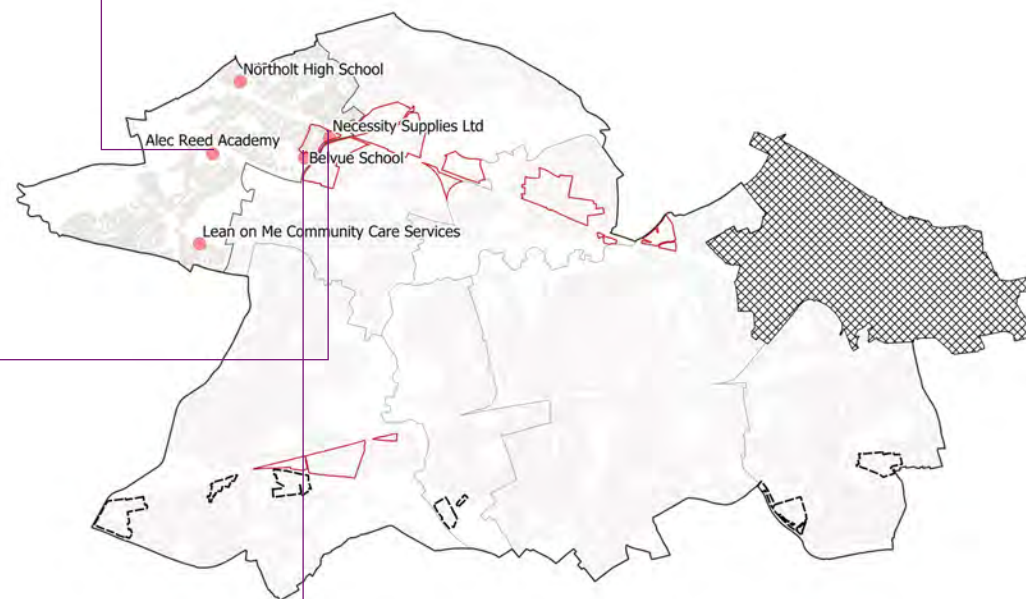 Northolt High School
Necessity Supplies Ltd
Alec Reed Academy
Belvue School
Lean on Me Community Care Services